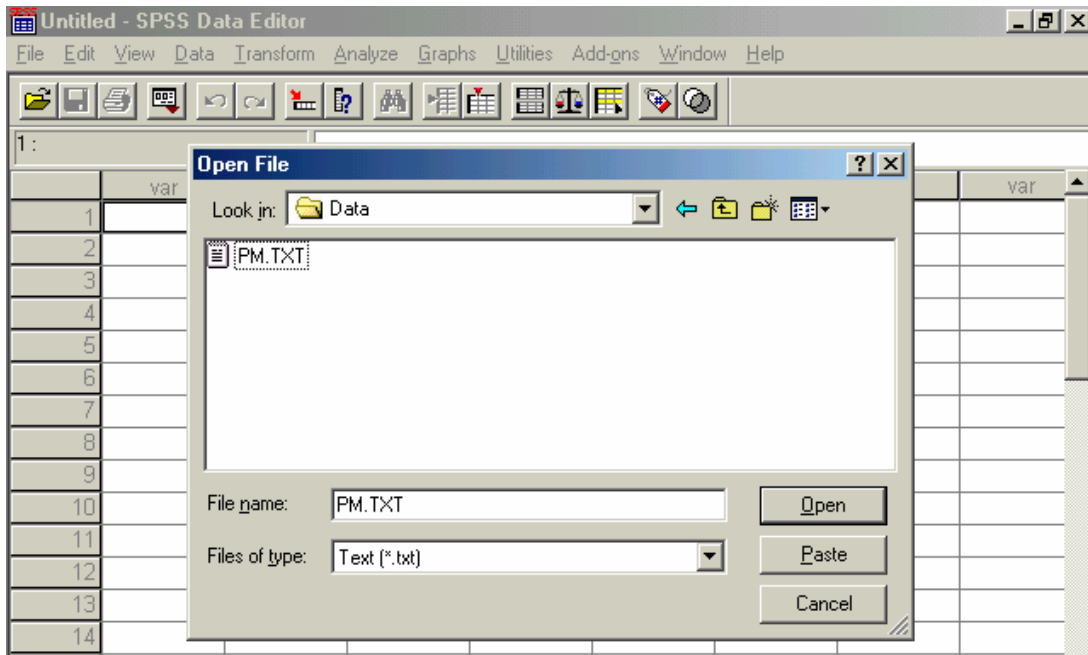 SPSS Untitled - SPSS Data Editor
File Edit View Data Transform Analyze Graphs Utilities Add-ons Window Help
1 :
Open File
var var
Look in: Data
1
2 PM.TXT
3
4
5
6
7
8
9
10 File name: PM.TXT Open
11
12 Files of type: Text (*.txt) Paste
13 Cancel
14